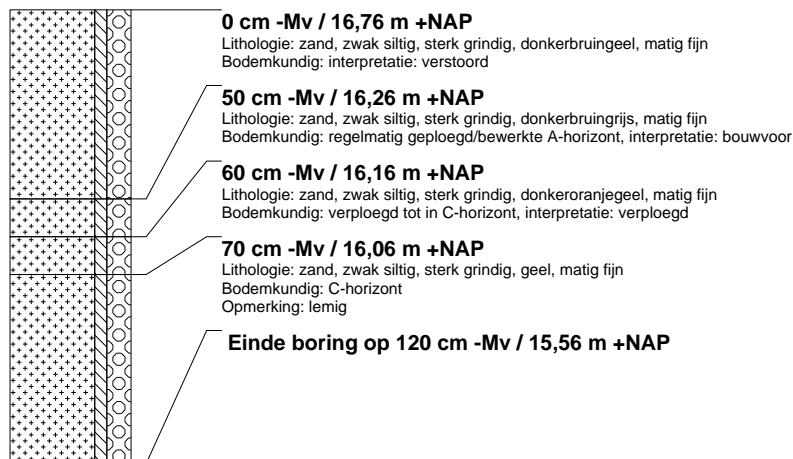 0 cm -Mv / 16,76 m +NAP
Lithologie: zand, zwak siltig, sterk grindig, donkerbruingeel, matig fijn
Bodemkundig: interpretatie: verstoord
50 cm -Mv / 16,26 m +NAP
Lithologie: zand, zwak siltig, sterk grindig, donkerbruingrijs, matig fijn
Bodemkundig: regelmatig geploegd/bewerkte A-horizont, interpretatie: bouwvoor
60 cm -Mv / 16,16 m +NAP
Lithologie: zand, zwak siltig, sterk grindig, donkeroranjegeel, matig fijn
Bodemkundig: verploegd tot in C-horizont, interpretatie: verploegd
70 cm -Mv / 16,06 m +NAP
Lithologie: zand, zwak siltig, sterk grindig, geel, matig fijn
Bodemkundig: C-horizont
Opmerking: lemig
Einde boring op 120 cm -Mv / 15,56 m +NAP